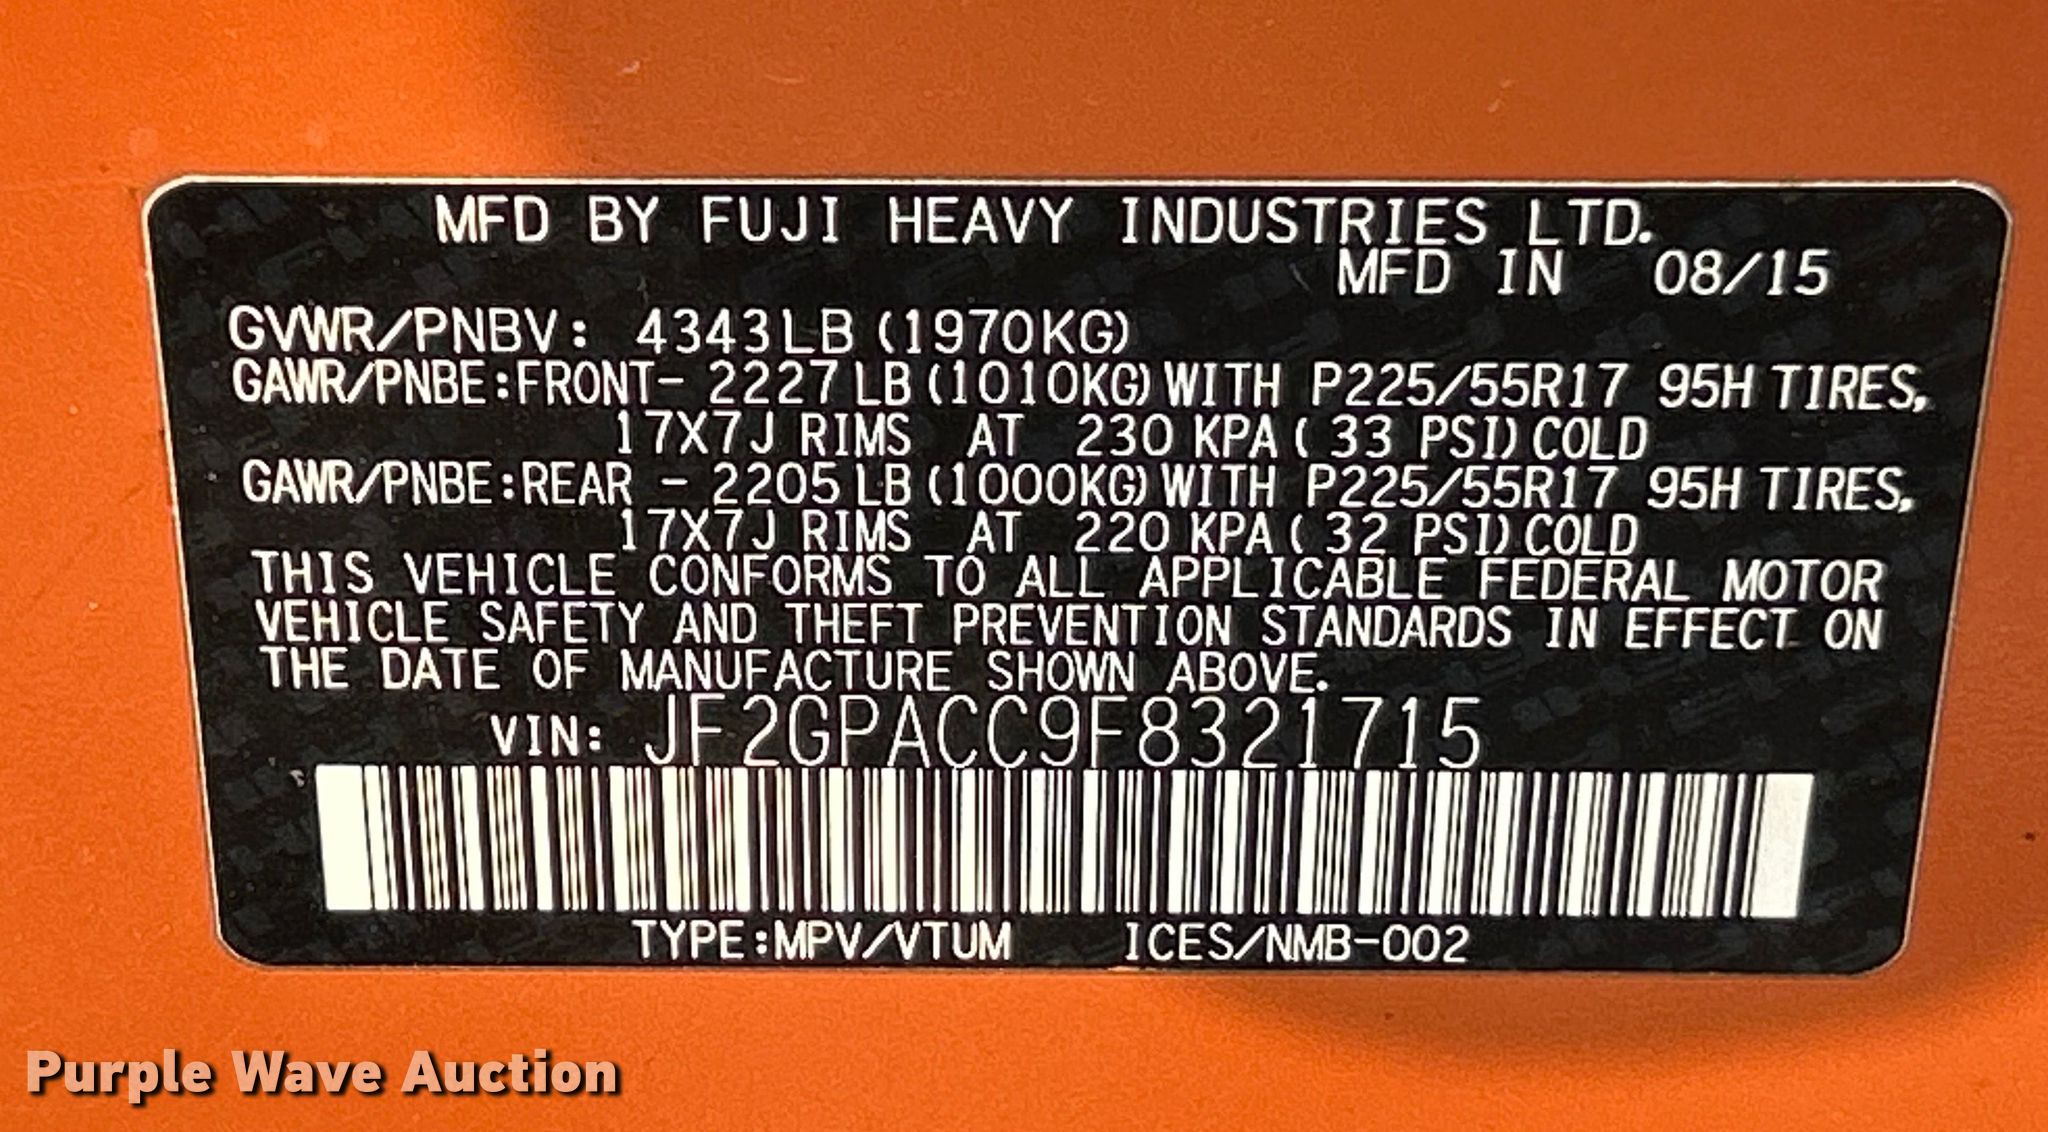 MFD BY FUJI HEAVY INDUSTRIES LTD.
MFD IN 08/15
GVWR/PNBV: 4343LB (1970KG)
GAWR/PNBE:FRONT- 2227 LB (1010KG) WITH P225/55R17 95H TIRES,
17X7J RIMS AT 230 KPA ( 33 PSI) COLD
GAWR/PNBE:REAR - 2205 LB (1000KG) WITH P225/55R17 95H TIRES,
17X7J RIMS AT 220 KPA ( 32 PSI) COLD
THIS VEHICLE CONFORMS TO ALL APPLICABLE FEDERAL MOTOR
VEHICLE SAFETY AND THEFT PREVENTION STANDARDS IN EFFECT ON
THE DATE OF MANUFACTURE SHOWN ABOVE.
VIN: JF2GPACC9F8321715
TYPE:MPV/VTUM ICES/NMB-002
Purple Wave Auction